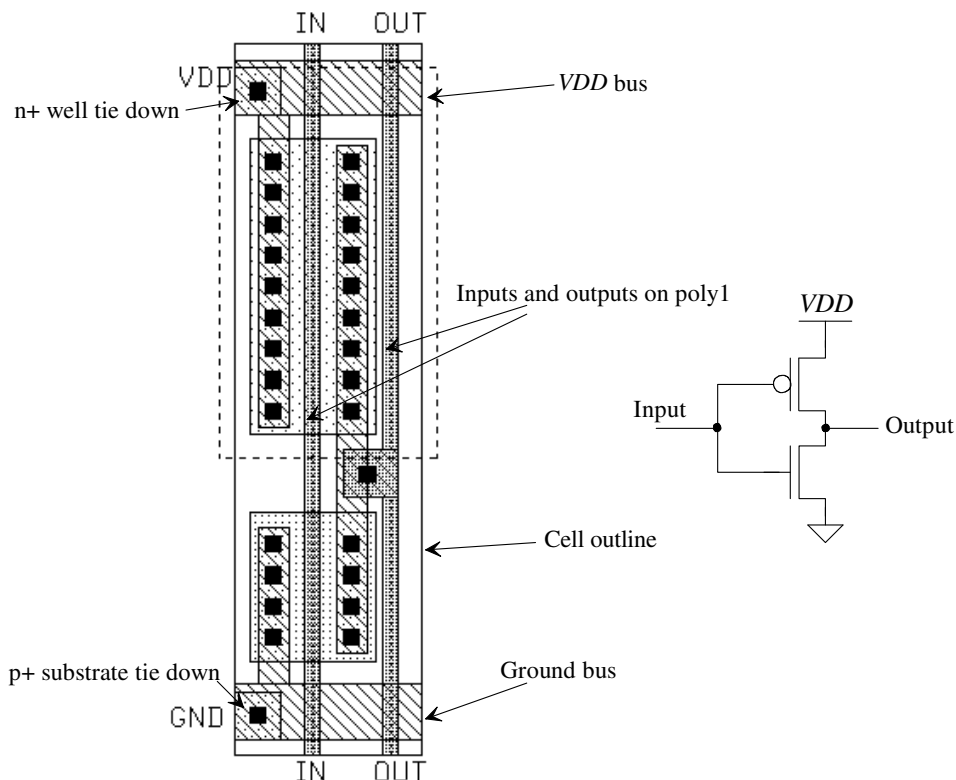 IN OUT
VDD
VDD bus
n+ well tie down
Inputs and outputs on poly1
VDD
Input
Output
Cell outline
p+ substrate tie down
Ground bus
GND
IN OUT